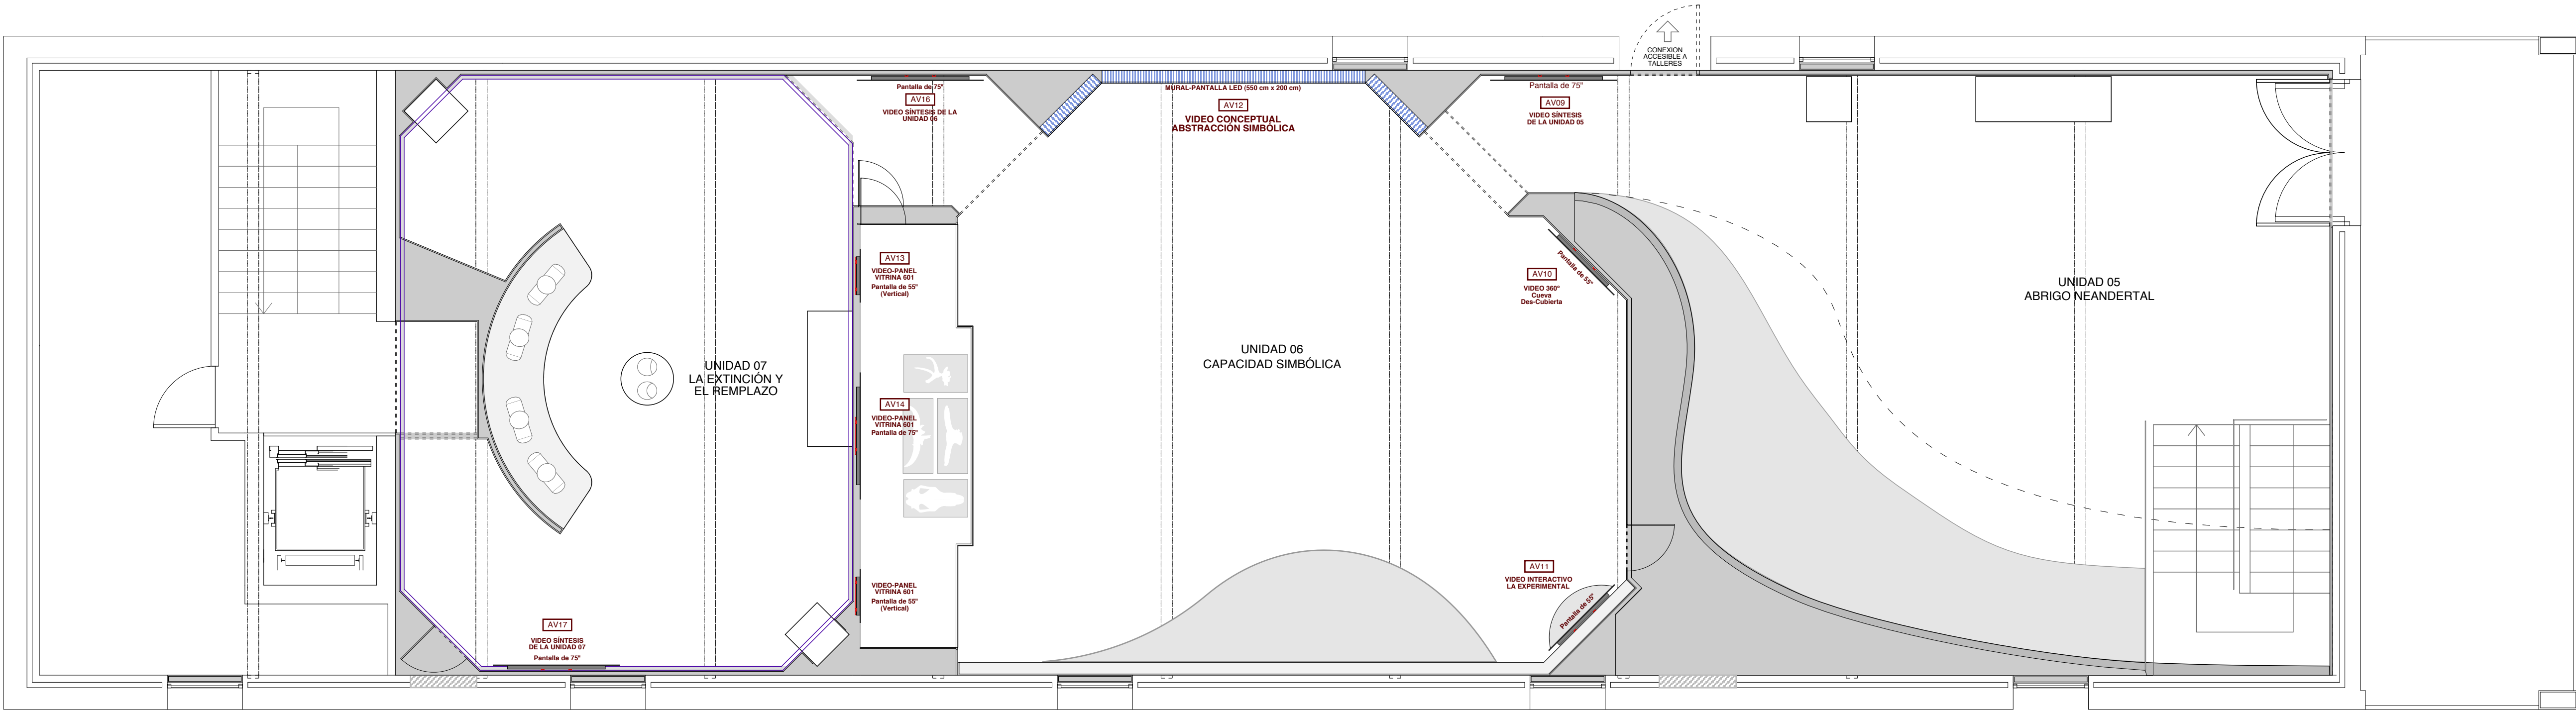 CONEXION
ACCESIBLE A
TALLERES
Pantalla de 75"
AV16
VIDEO SÍNTESIS DE LA
UNIDAD 06
MURAL-PANTALLA LED (550 cm x 200 cm)
AV12
VIDEO CONCEPTUAL
ABSTRACCIÓN SIMBÓLICA
Pantalla de 75"
AV09
VIDEO SÍNTESIS
DE LA UNIDAD 05
AV13
VIDEO-PANEL
VITRINA 601
Pantalla de 55"
(Vertical)
Pantalla de 55"
AV10
VIDEO 360º
Cueva
Des-Cubierta
UNIDAD 05
ABRIGO NEANDERTAL
UNIDAD 06
CAPACIDAD SIMBÓLICA
UNIDAD 07
LA EXTINCIÓN Y
EL REMPLAZO
AV14
VIDEO-PANEL
VITRINA 601
Pantalla de 75"
VIDEO-PANEL
VITRINA 601
Pantalla de 55"
(Vertical)
AV11
VIDEO INTERACTIVO
LA EXPERIMENTAL
Pantalla de 55"
AV17
VIDEO SÍNTESIS
DE LA UNIDAD 07
Pantalla de 75"